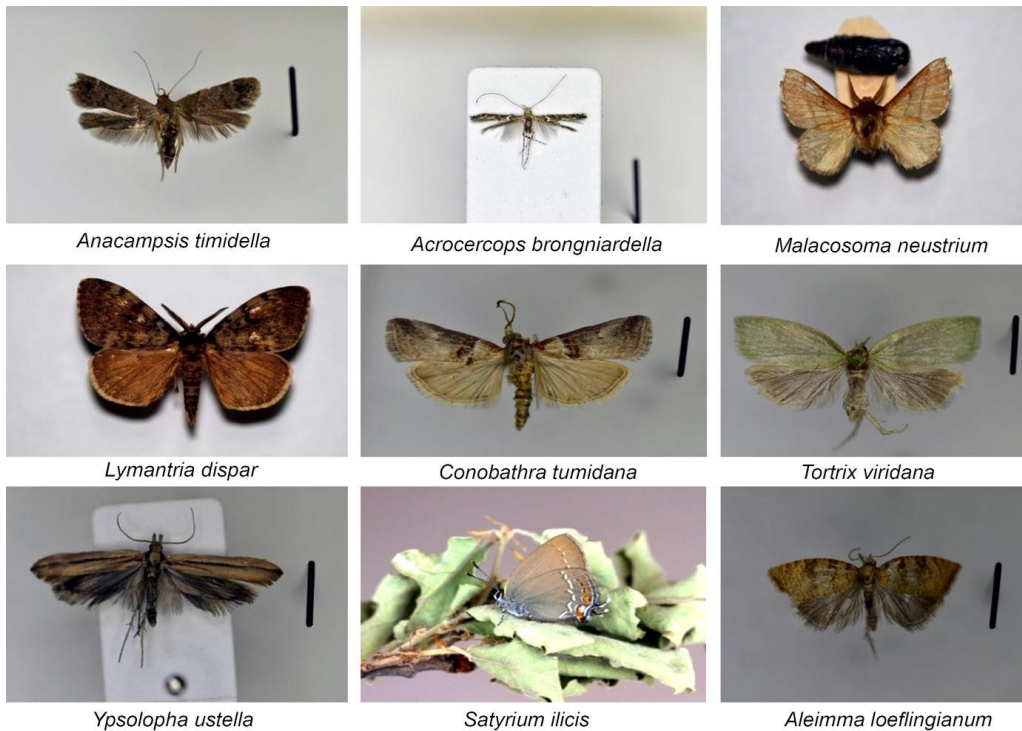 Anacampsis timidella
Acrocercops brongniardella
Malacosoma neustrium
Lymantria dispar
Conobathra tumidana
Tortrix viridana
Ypsolopha ustella
Satyrium ilicis
Aleimma loeflingianum